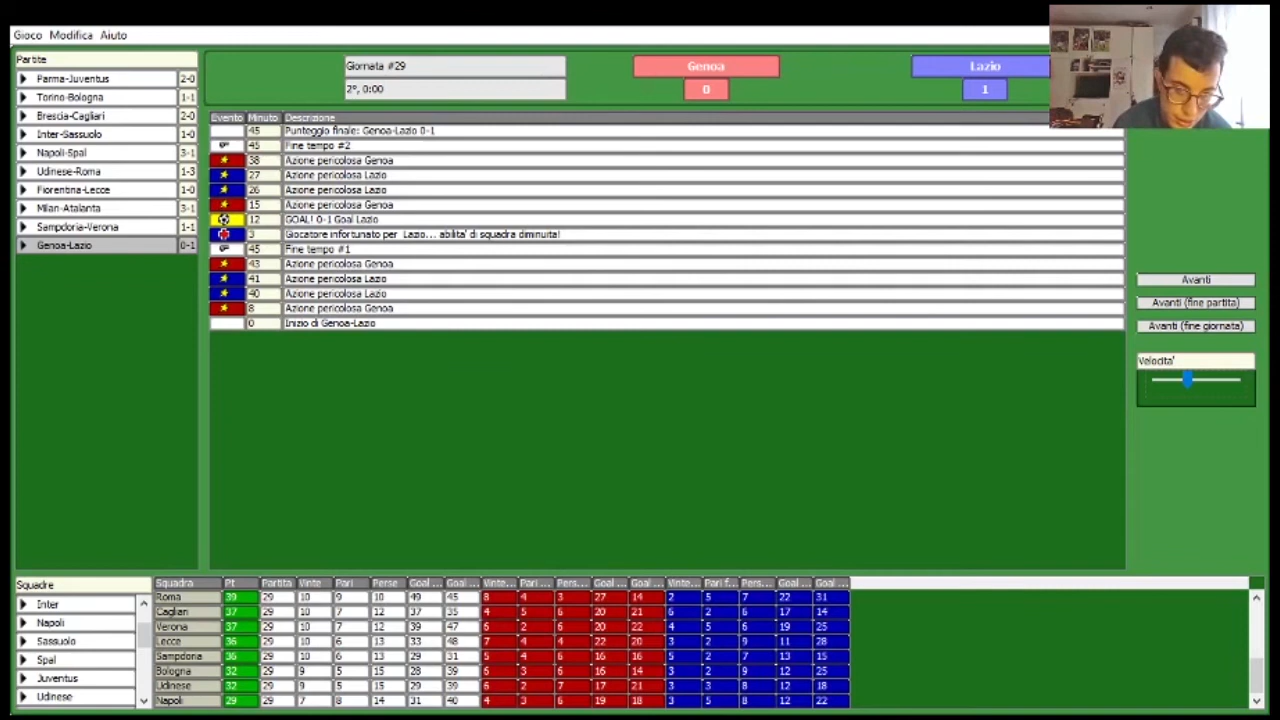 Gioco Modifica Aiuto
Partite
Parma-Juventus 2-0
Torino-Bologna 1-1
Brescia-Cagliari 2-0
Inter-Sassuolo 1-0
Napoli-Spal 3-1
Udinese-Roma 1-3
Fiorentina-Lecce 1-0
Milan-Atalanta 3-1
Sampdoria-Verona 1-1
Genoa-Lazio 0-1
Giornata #29
2°, 0:00
Genoa
0
Lazio
1
Evento Minuto Descrizione
45 Punteggio finale: Genoa-Lazio 0-1
45 Fine tempo #2
38 Azione pericolosa Genoa
27 Azione pericolosa Lazio
26 Azione pericolosa Lazio
15 Azione pericolosa Genoa
12 GOAL! 0-1 Goal Lazio
3 Giocatore infortunato per Lazio... abilita' di squadra diminuita!
45 Fine tempo #1
43 Azione pericolosa Genoa
41 Azione pericolosa Lazio
40 Azione pericolosa Lazio
8 Azione pericolosa Genoa
0 Inizio di Genoa-Lazio
Avanti
Avanti (fine partita)
Avanti (fine giornata)
Velocita'
Squadre
Inter
Napoli
Sassuolo
Spal
Juventus
Udinese
Squadra Pt Partita Vinte Pari Perse Goal ... Goal ... Vinte... Pari ... Pers... Goal ... Goal ... Vinte... Pari f... Pers... Goal ... Goal ...
Roma 39 29 10 9 10 49 45 8 4 3 27 14 2 5 7 22 31
Cagliari 37 29 10 7 12 37 35 4 5 6 20 21 6 2 6 17 14
Verona 37 29 10 7 12 39 47 6 2 6 20 22 4 5 6 19 25
Lecce 36 29 10 6 13 33 48 7 4 4 22 20 3 2 9 11 28
Sampdoria 36 29 10 6 13 29 31 5 4 6 16 16 5 2 7 13 15
Bologna 32 29 9 5 15 28 39 6 3 6 16 14 3 2 9 12 25
Udinese 32 29 9 5 15 29 39 6 2 7 17 21 3 3 8 12 18
Napoli 29 29 7 8 14 31 40 4 3 6 19 18 3 5 8 12 22